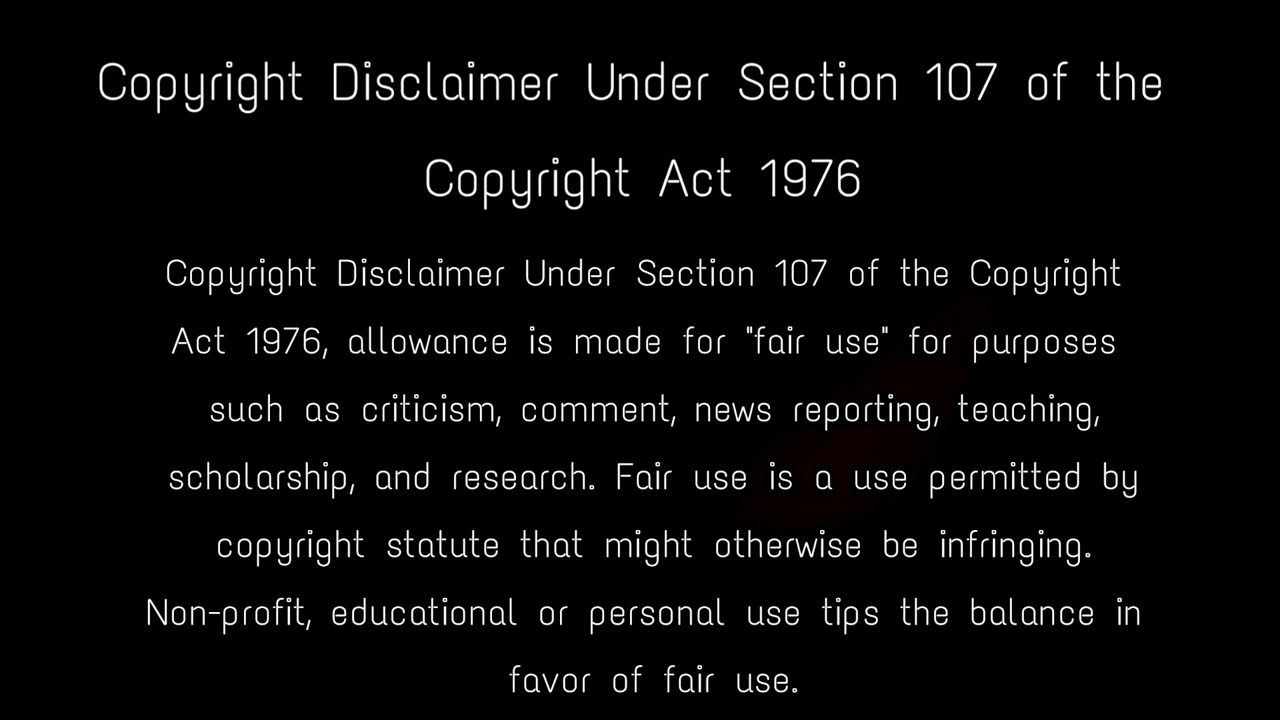 Copyright Disclaimer Under Section 107 of the
Copyright Act 1976
Copyright Disclaimer Under Section 107 of the Copyright
Act 1976, allowance is made for "fair use" for purposes
such as criticism, comment, news reporting, teaching,
scholarship, and research. Fair use is a use permitted by
copyright statute that might otherwise be infringing.
Non-profit, educational or personal use tips the balance in
favor of fair use.